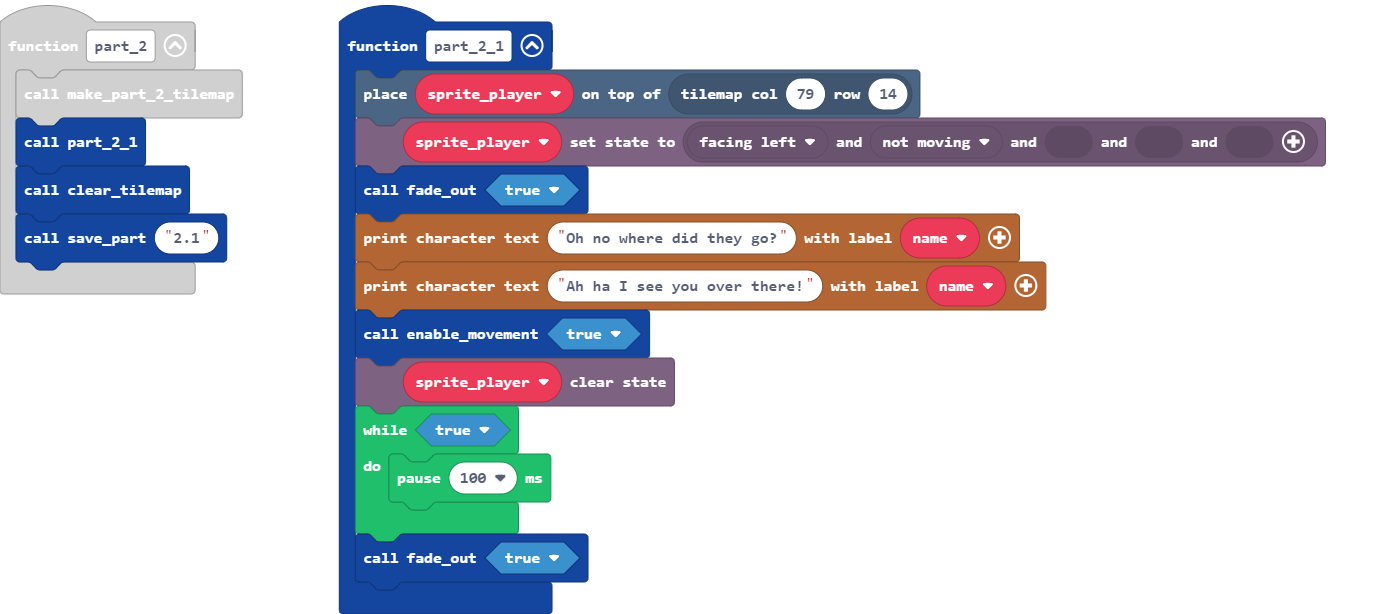 function part_2
call make_part_2_tilemap
call part_2_1
call clear_tilemap
call save_part "2.1"
function part_2_1
place sprite_player on top of tilemap col 79 row 14
sprite_player set state to facing left and not moving and and and
call fade_out true
print character text "Oh no where did they go?" with label name
print character text "Ah ha I see you over there!" with label name
call enable_movement true
sprite_player clear state
while true
do
pause 100 ms
call fade_out true